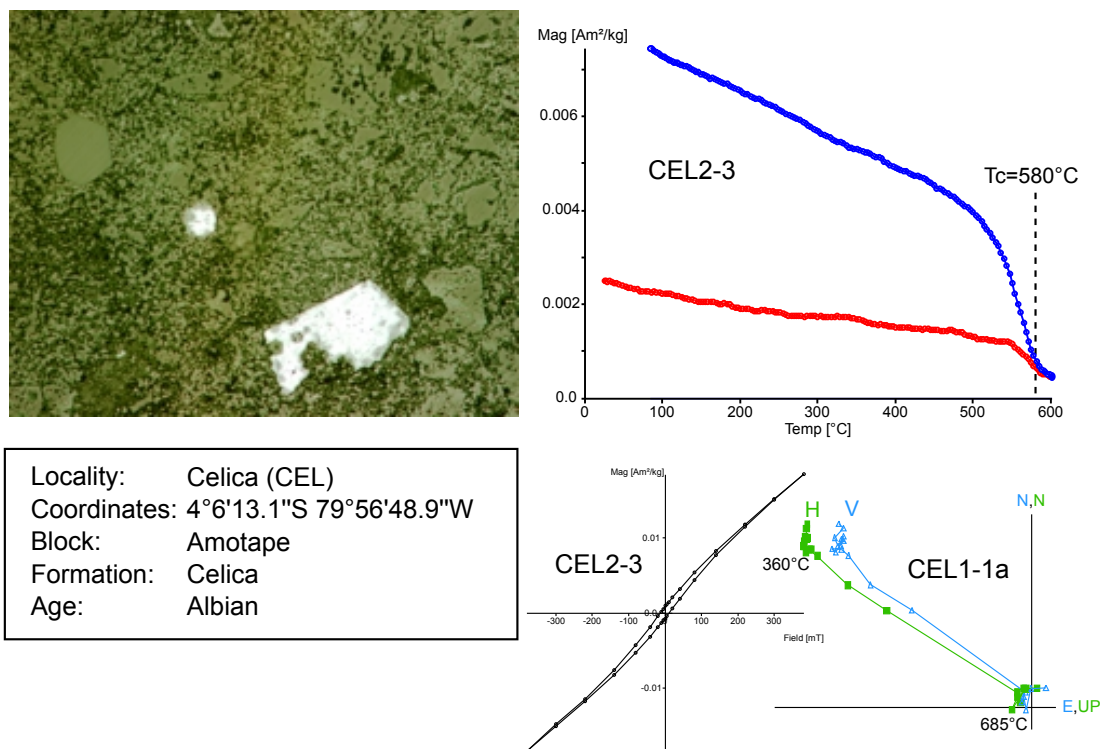 Mag [Am²/kg]
0.006
0.004
0.002
0.0
CEL2-3
Tc=580°C
0
100
200
300
400
500
600
Temp [°C]
Locality: Celica (CEL)
Coordinates: 4°6'13.1"S 79°56'48.9"W
Block: Amotape
Formation: Celica
Age: Albian
Mag [Am²/kg]
0.01
0.0
-0.01
CEL2-3
-300
-200
-100
0
100
200
300
Field [mT]
H
V
N,N
360°C
CEL1-1a
E,UP
685°C